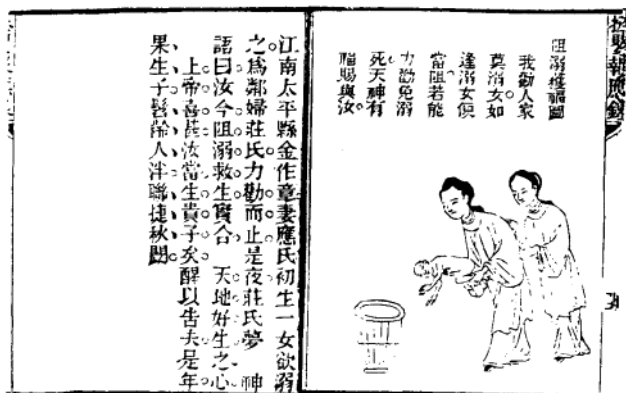 拯嬰報應錄
阻溺獲福圖
我勸人家
莫溺女如
逢溺女便
當阻若能
力勸免溺
死天神有
福賜與汝
江南太平縣金作章妻應氏初生一女欲溺
之爲鄰婦莊氏力勸而止是夜莊氏夢 神
語曰汝今阻溺救生實合 天地好生之心
上帝喜甚汝當生貴子矣醒以告夫是年
果生子髫齡入泮聯捷秋闈